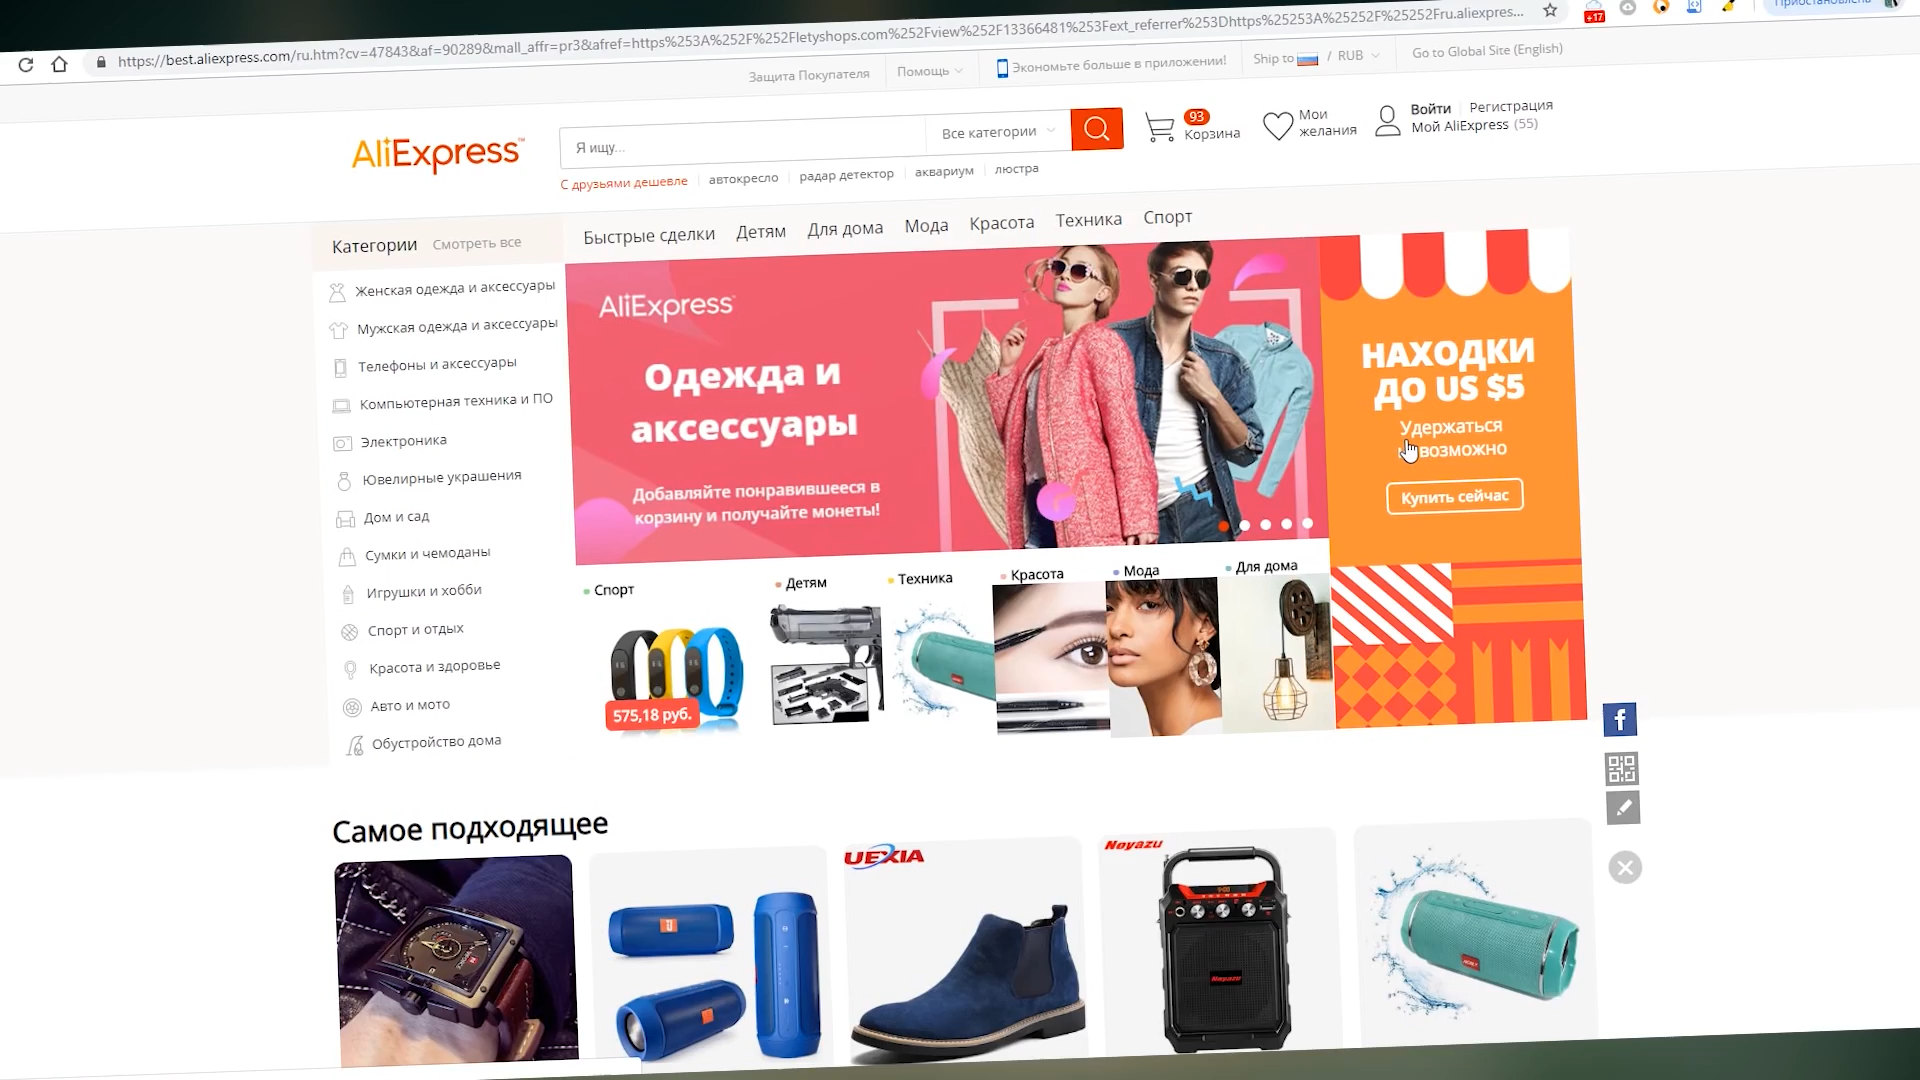 https://best.aliexpress.com/ru.htm?cv=47843&af=90289&mall_affr=pr3&afref=https%253A%252F%252Fletyshops.com%252Fview%252F13366481%253Fext_referrer%253Dhttps%25253A%25252F%25252Fru.aliexpres...
+17
Приостановлена
Защита Покупателя
Помощь
Экономьте больше в приложении!
Ship to / RUB
Go to Global Site (English)
AliExpress™
Я ищу...
Все категории
93
Корзина
Мои
желания
Войти
Регистрация
Мой AliExpress (55)
С друзьями дешевле
автокресло
радар детектор
аквариум
люстра
Категории
Смотреть все
Быстрые сделки
Детям
Для дома
Мода
Красота
Техника
Спорт
Женская одежда и аксессуары
Мужская одежда и аксессуары
Телефоны и аксессуары
Компьютерная техника и ПО
Электроника
Ювелирные украшения
Дом и сад
Сумки и чемоданы
Игрушки и хобби
Спорт и отдых
Красота и здоровье
Авто и мото
Обустройство дома
AliExpress™
Одежда и
аксессуары
Добавляйте понравившееся в
корзину и получайте монеты!
НАХОДКИ
ДО US $5
Удержаться
возможно
Купить сейчас
Спорт
Детям
Техника
Красота
Мода
Для дома
575,18 руб.
f
Самое подходящее
UEXIA
Noyazu
Noyazu